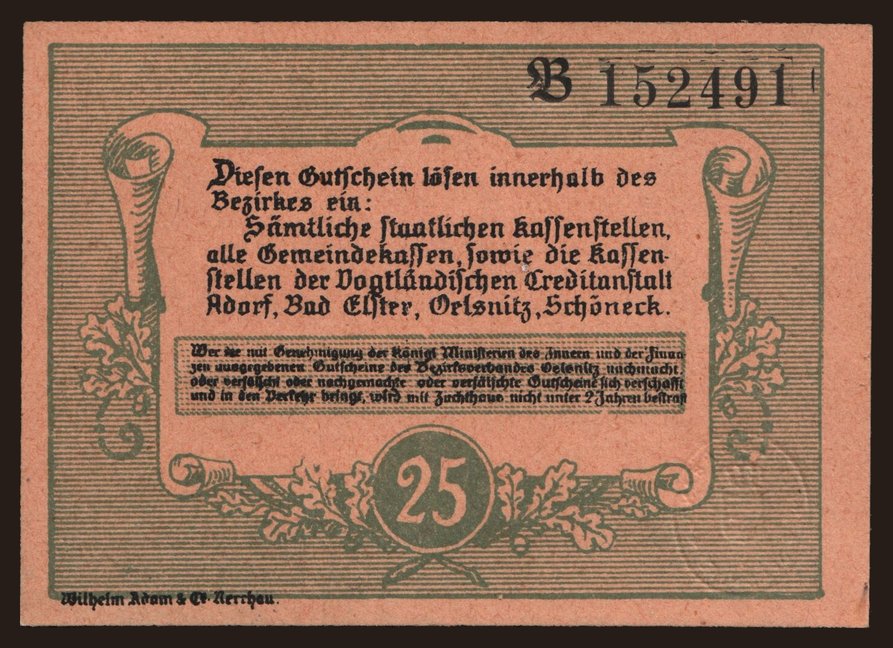 B 152491
Diesen Gutschein lösen innerhalb des
Bezirkes ein:
Sämtliche staatlichen Kassenstellen,
alle Gemeindekassen, sowie die Kassen-
stellen der Vogtländischen Creditanstalt
Adorf, Bad Elster, Oelsnitz, Schöneck.
Wer die mit Genehmigung der Königl Ministerien des Innern und der Finan-
zen ausgegebenen Gutscheine des Bezirksverbandes Oelsnitz nachmacht
oder verfälscht oder nachgemachte oder verfälschte Gutscheine sich verschafft
und in den Verkehr bringt, wird mit Zuchthaus nicht unter 2 Jahren bestraft
25
Wilhelm Adam & Co. Nerchau.